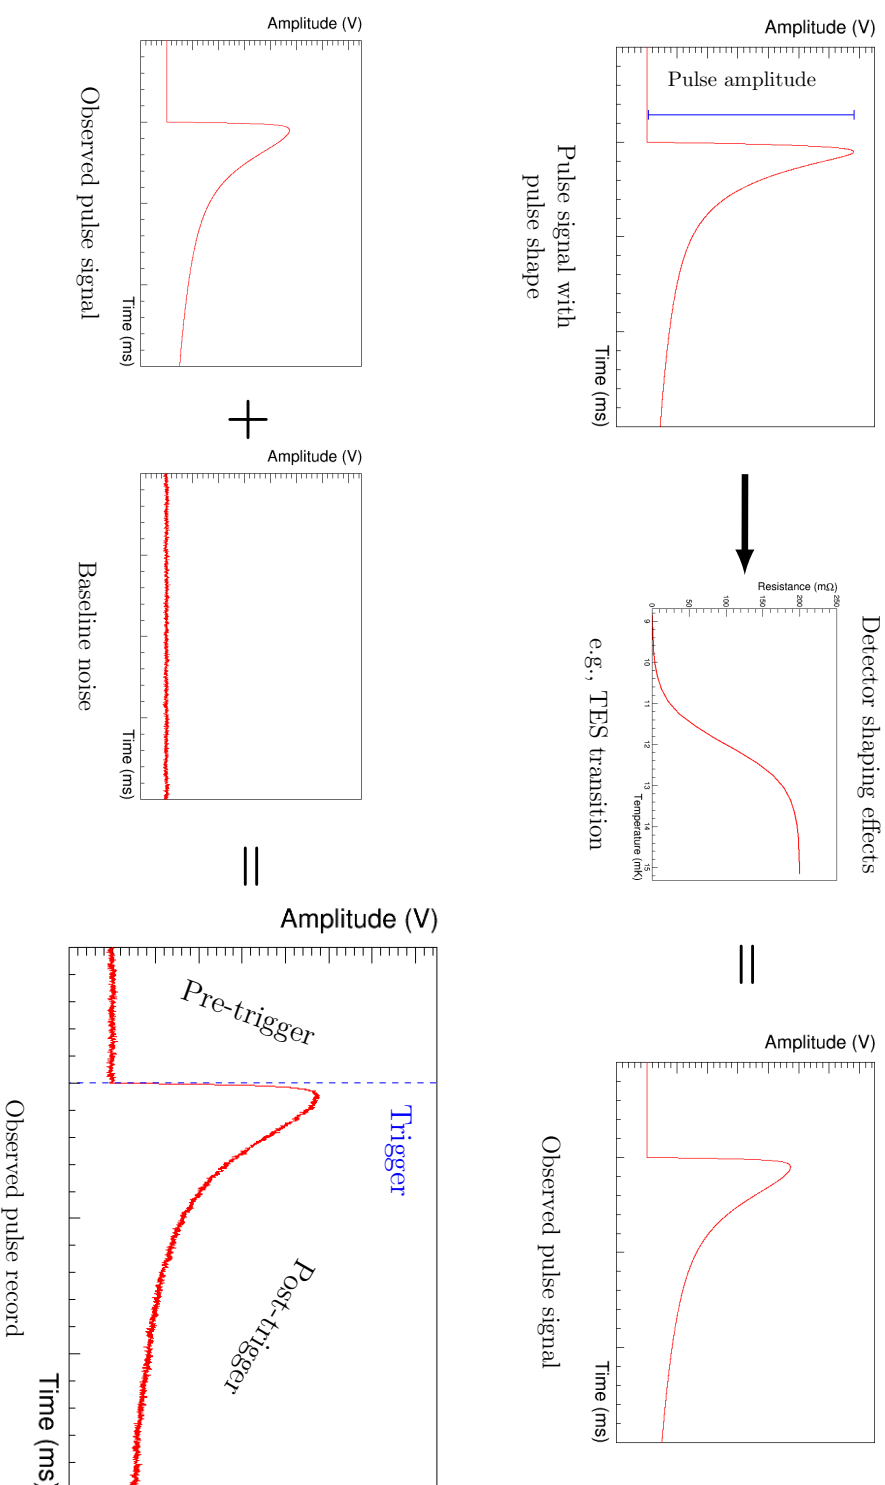 Amplitude (V)
Pulse amplitude
Time (ms)
Pulse signal with
pulse shape
Detector shaping effects
Resistance (mΩ)
250
200
150
100
50
0
9 10 11 12 13 14 15
Temperature (mK)
e.g., TES transition
=
Amplitude (V)
Time (ms)
Observed pulse signal
Amplitude (V)
Time (ms)
Observed pulse signal
+
Amplitude (V)
Time (ms)
Baseline noise
=
Amplitude (V)
Pre-trigger
Trigger
Post-trigger
Time (ms)
Observed pulse record